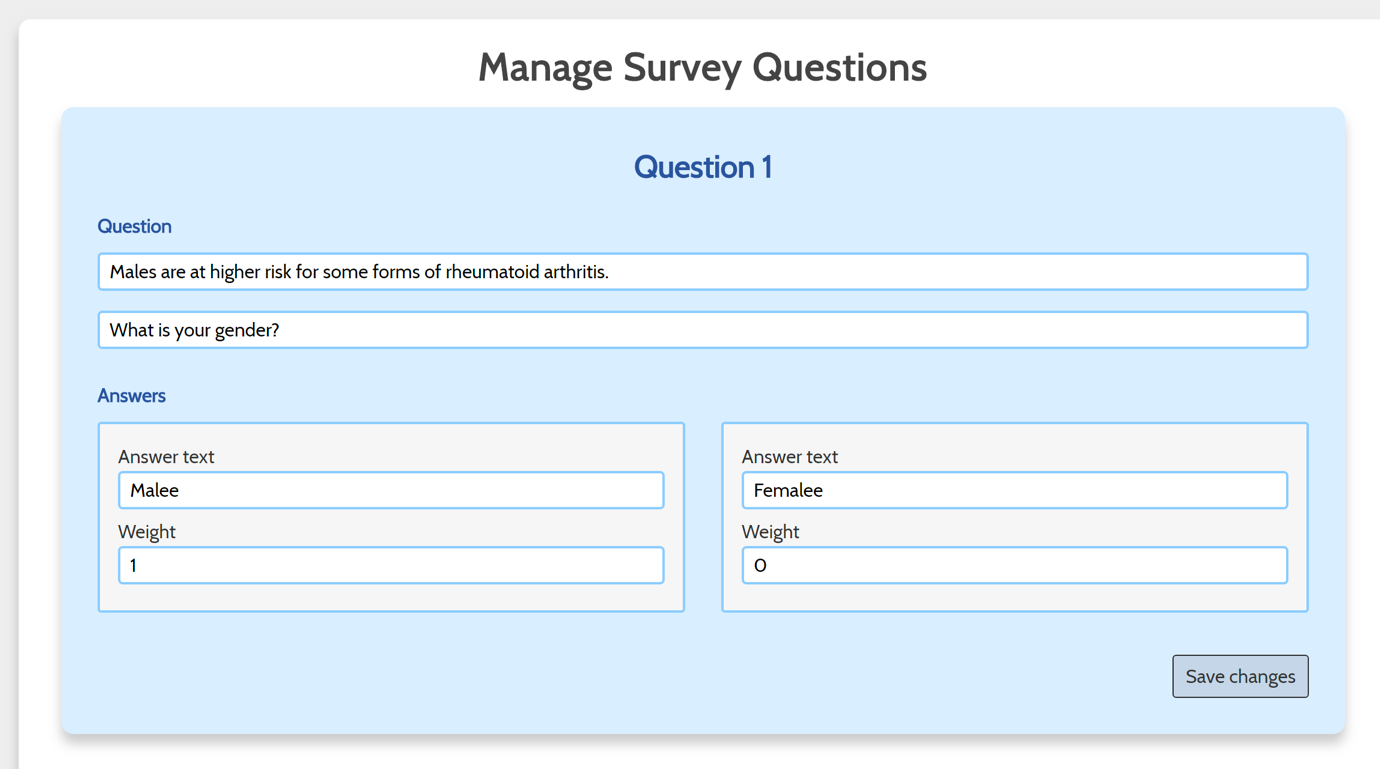 Manage Survey Questions
Question 1
Question
Males are at higher risk for some forms of rheumatoid arthritis.
What is your gender?
Answers
Answer text
Malee
Weight
1
Answer text
Femalee
Weight
0
Save changes